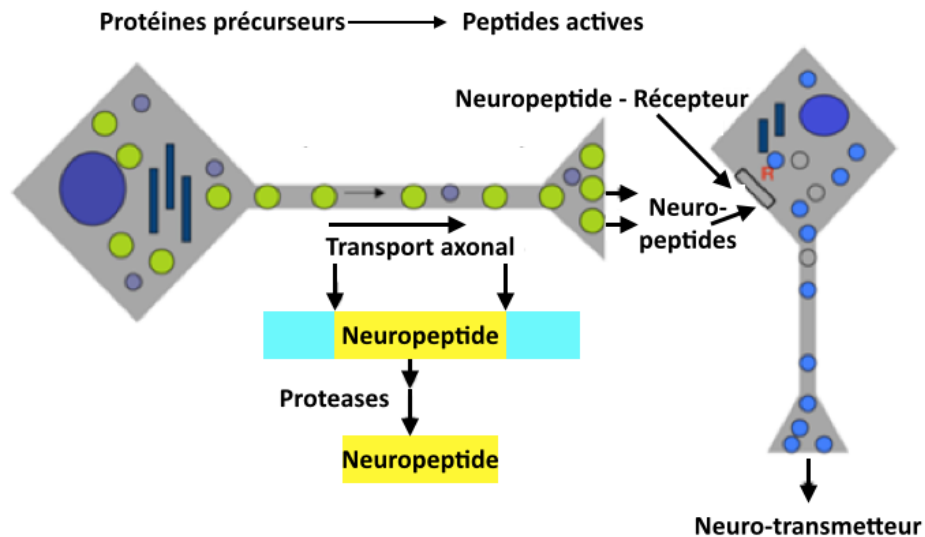 Protéines précurseurs
Peptides actives
Neuropeptide - Récepteur
R
Neuro-
peptides
Transport axonal
Neuropeptide
Proteases
Neuropeptide
Neuro-transmetteur